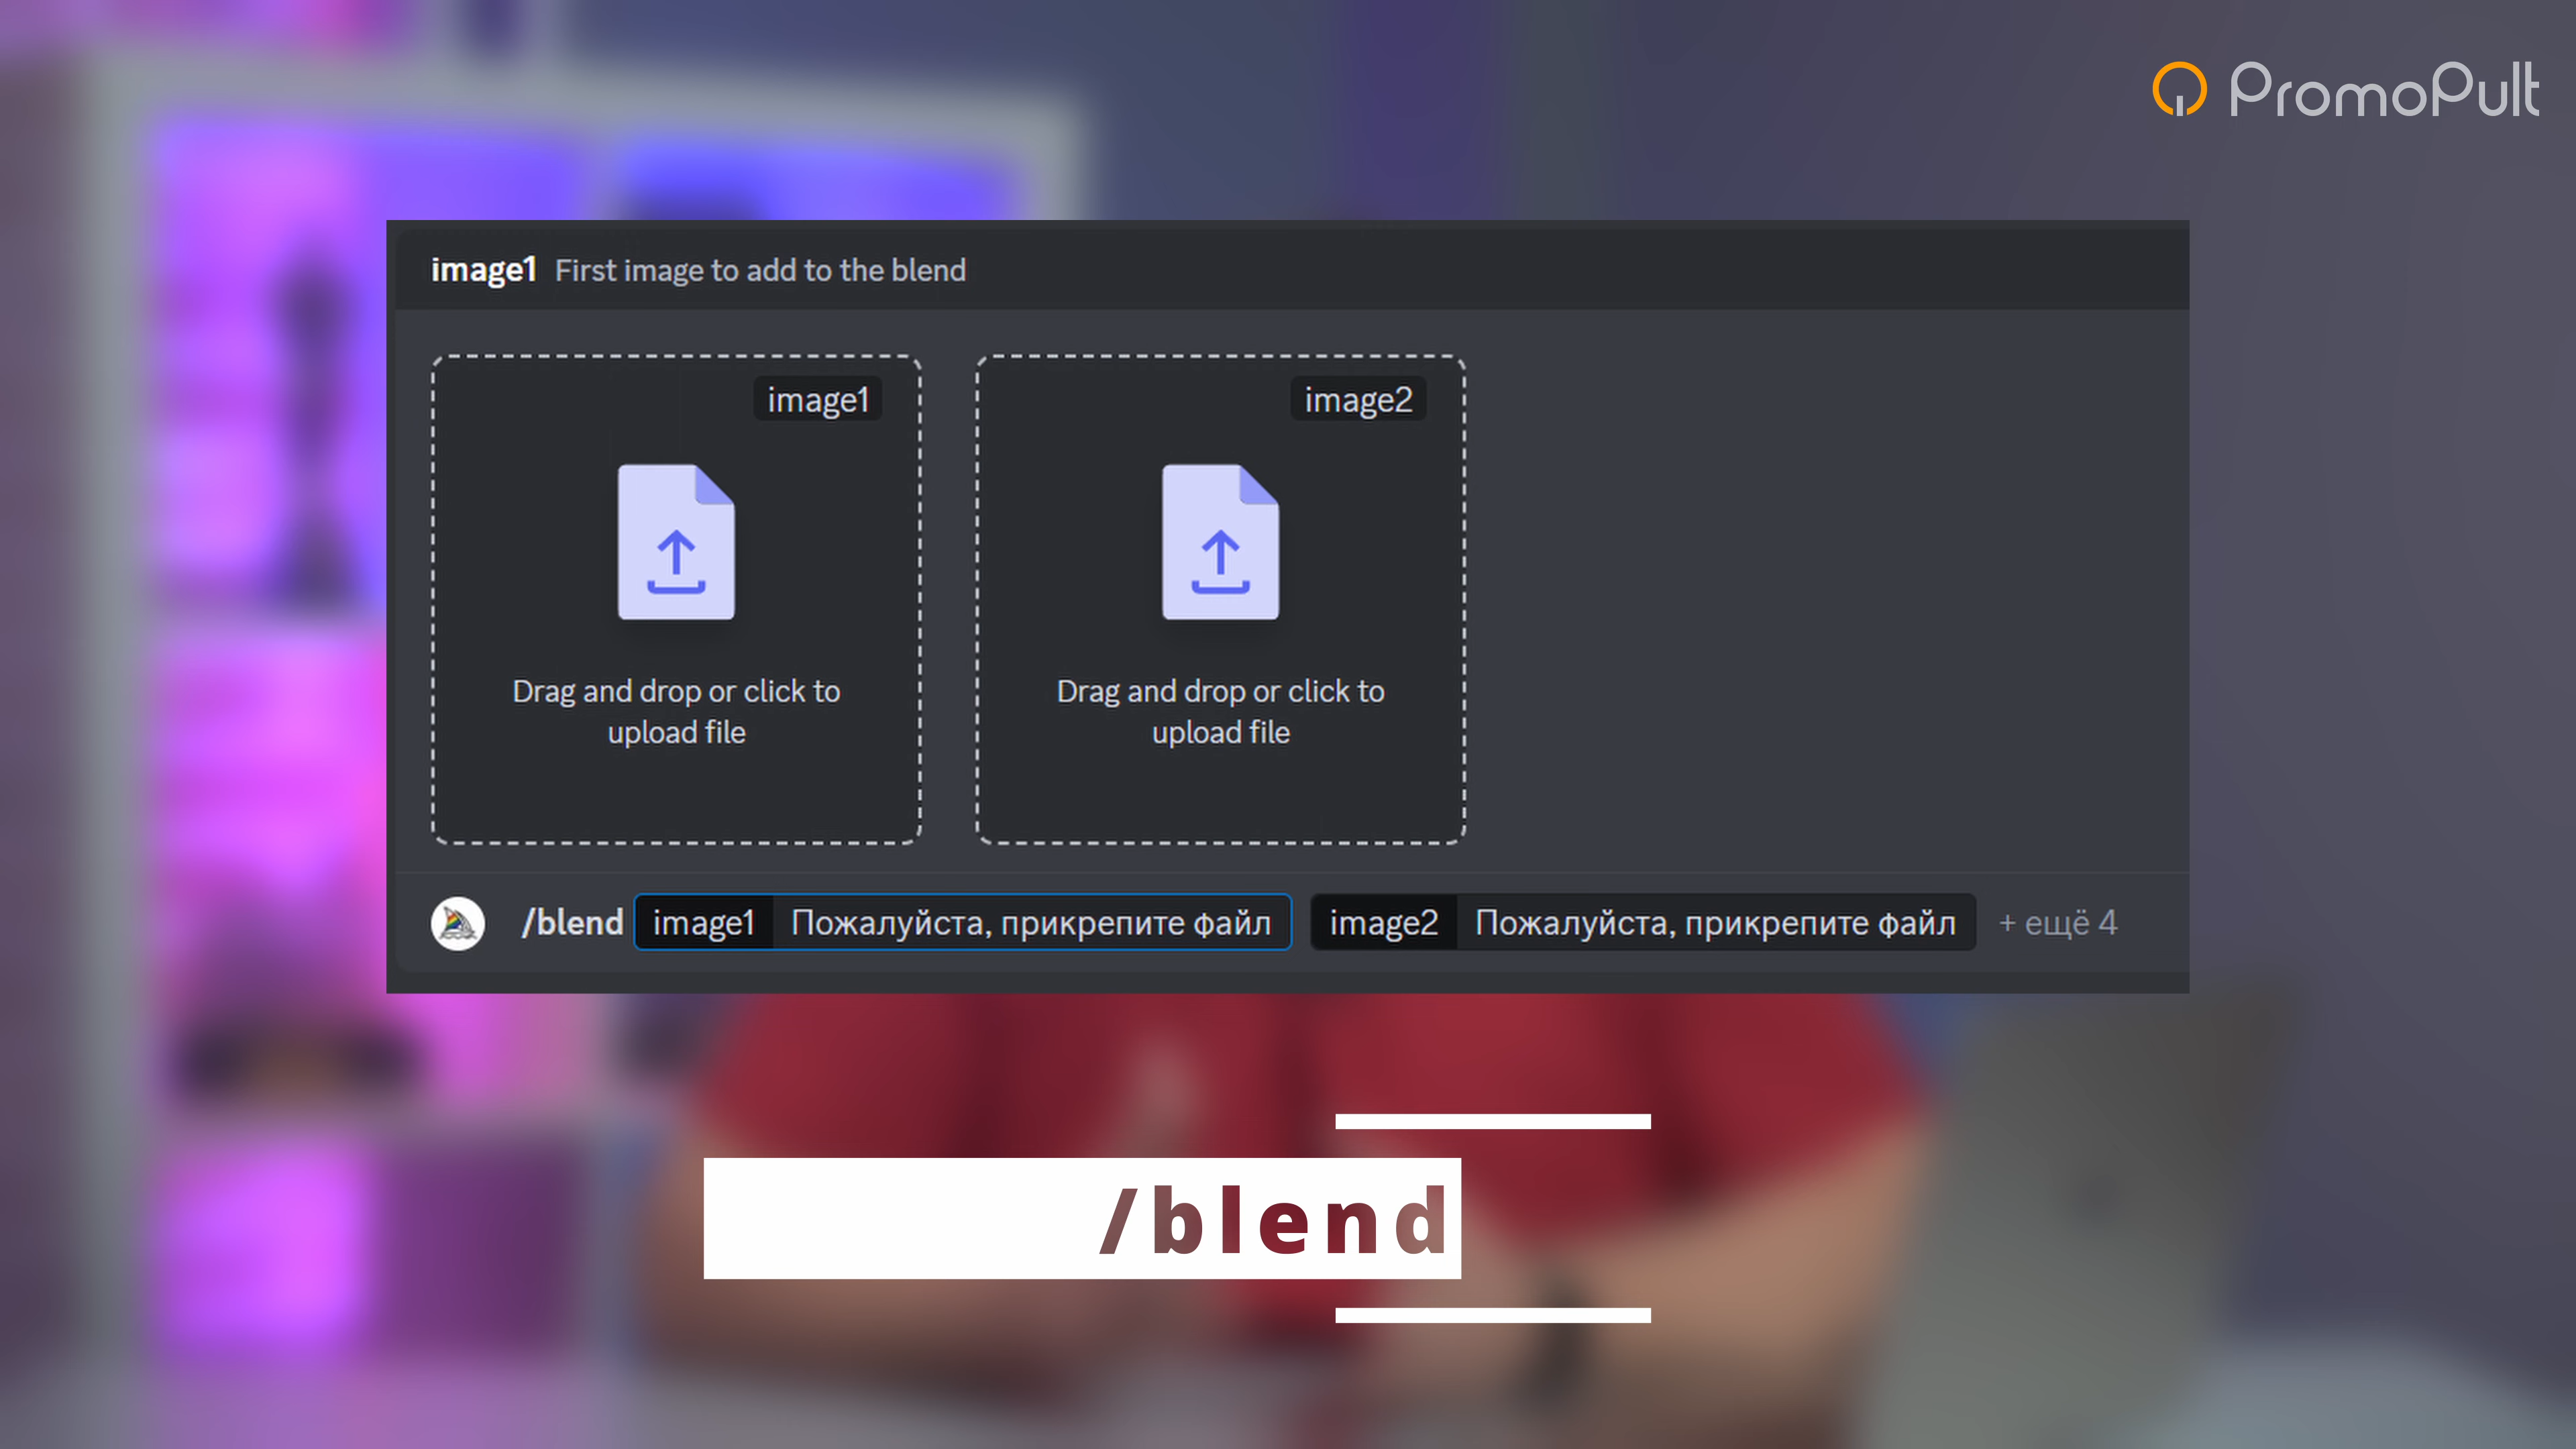 PromoPult
image1 First image to add to the blend
image1
image2
Drag and drop or click to
upload file
Drag and drop or click to
upload file
/blend image1 Пожалуйста, прикрепите файл image2 Пожалуйста, прикрепите файл + ещё 4
/blend